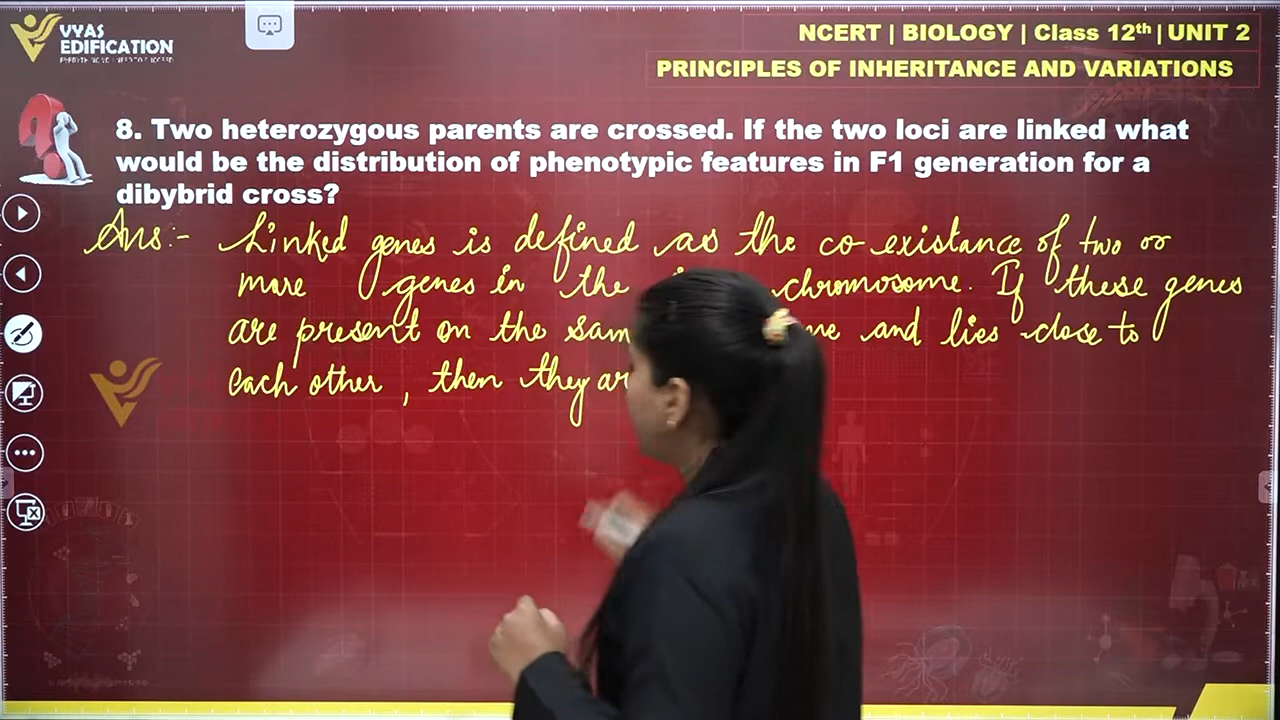 VYAS
EDIFICATION
NCERT | BIOLOGY | Class 12th | UNIT 2
PRINCIPLES OF INHERITANCE AND VARIATIONS
8. Two heterozygous parents are crossed. If the two loci are linked what
would be the distribution of phenotypic features in F1 generation for a
dibybrid cross?
Ans:- Linked genes is defined as the co existance of two or
more genes in the chromosome. If these genes
are present on the sam and lies close to
each other, then they